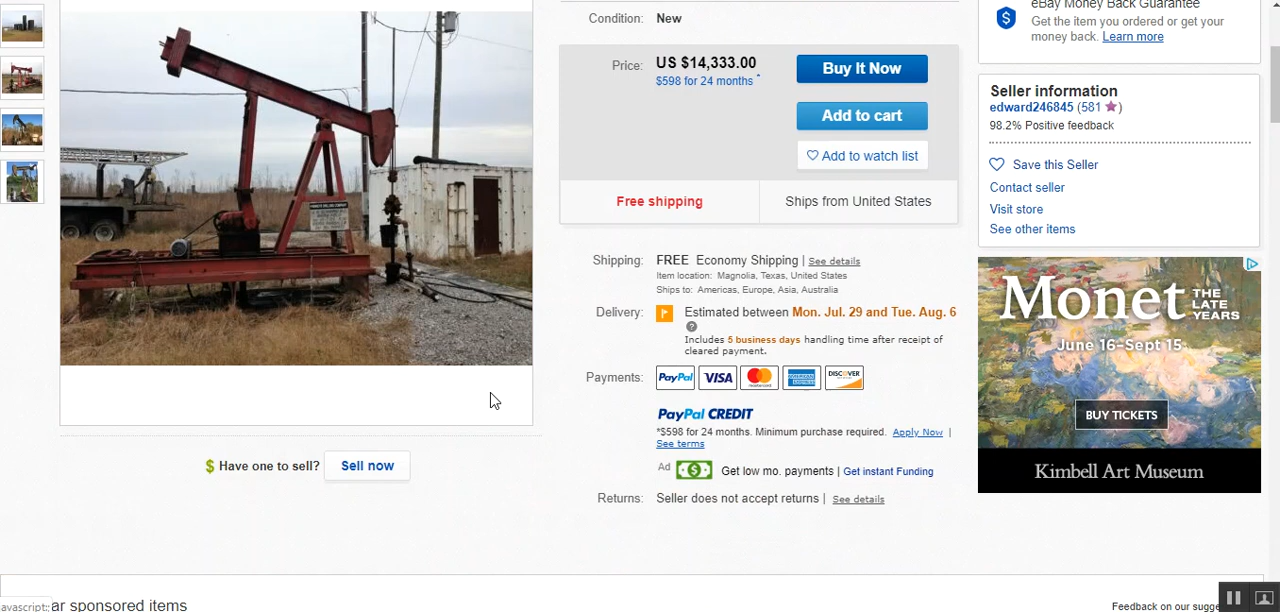 Condition: New
Price: US $14,333.00
$598 for 24 months *
Buy It Now
Add to cart
Add to watch list
Free shipping
Ships from United States
Shipping: FREE Economy Shipping | See details
Item location: Magnolia, Texas, United States
Ships to: Americas, Europe, Asia, Australia
Delivery: Estimated between Mon. Jul. 29 and Tue. Aug. 6
Includes 5 business days handling time after receipt of
cleared payment.
Payments: PayPal VISA mastercard AMERICAN EXPRESS DISCOVER
PayPal CREDIT
*$598 for 24 months. Minimum purchase required. Apply Now |
See terms
Ad Get low mo. payments | Get instant Funding
Returns: Seller does not accept returns | See details
$ Have one to sell? Sell now
eBay Money Back Guarantee
Get the item you ordered or get your
money back. Learn more
Seller information
edward246845 (581 ★)
98.2% Positive feedback
Save this Seller
Contact seller
Visit store
See other items
Monet THE
LATE
YEARS
June 16-Sept 15
BUY TICKETS
Kimbell Art Museum
avascript:;
ar sponsored items
Feedback on our sugge